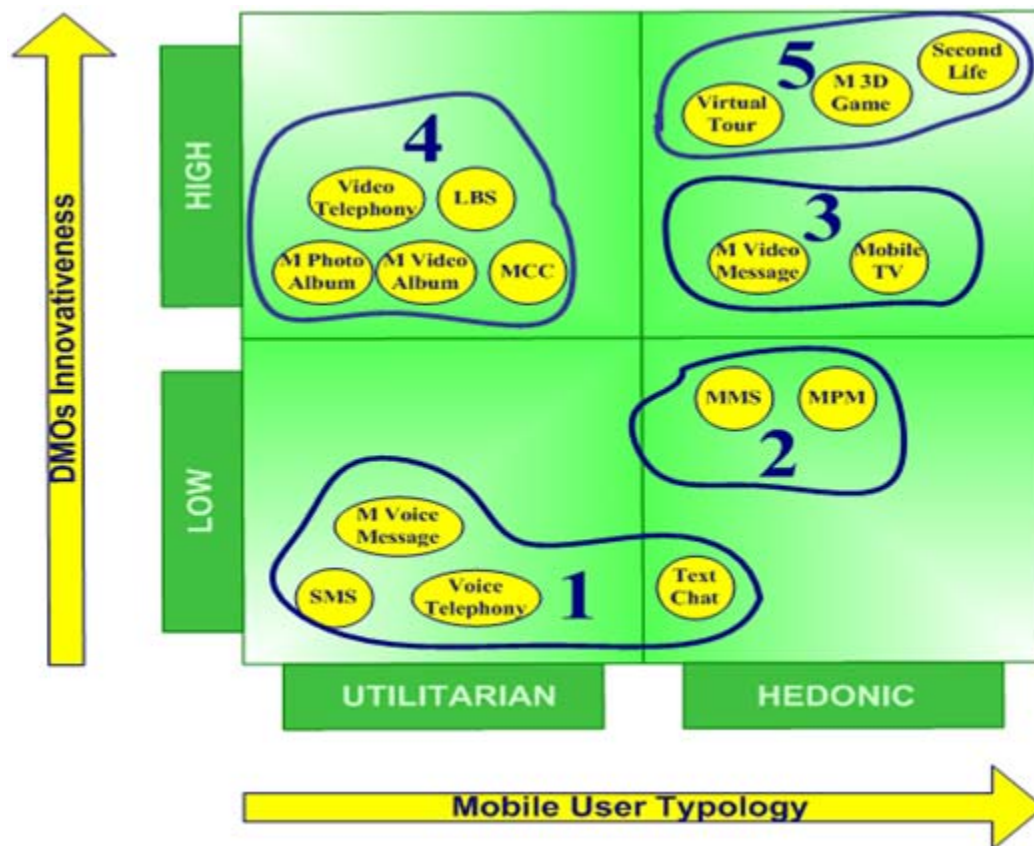 DMOs Innovativeness
HIGH
LOW
5
Second
Life
M 3D
Game
Virtual
Tour
4
Video
Telephony
LBS
M Photo
Album
M Video
Album
MCC
3
M Video
Message
Mobile
TV
MMS
MPM
2
M Voice
Message
SMS
Voice
Telephony
1
Text
Chat
UTILITARIAN
HEDONIC
Mobile User Typology